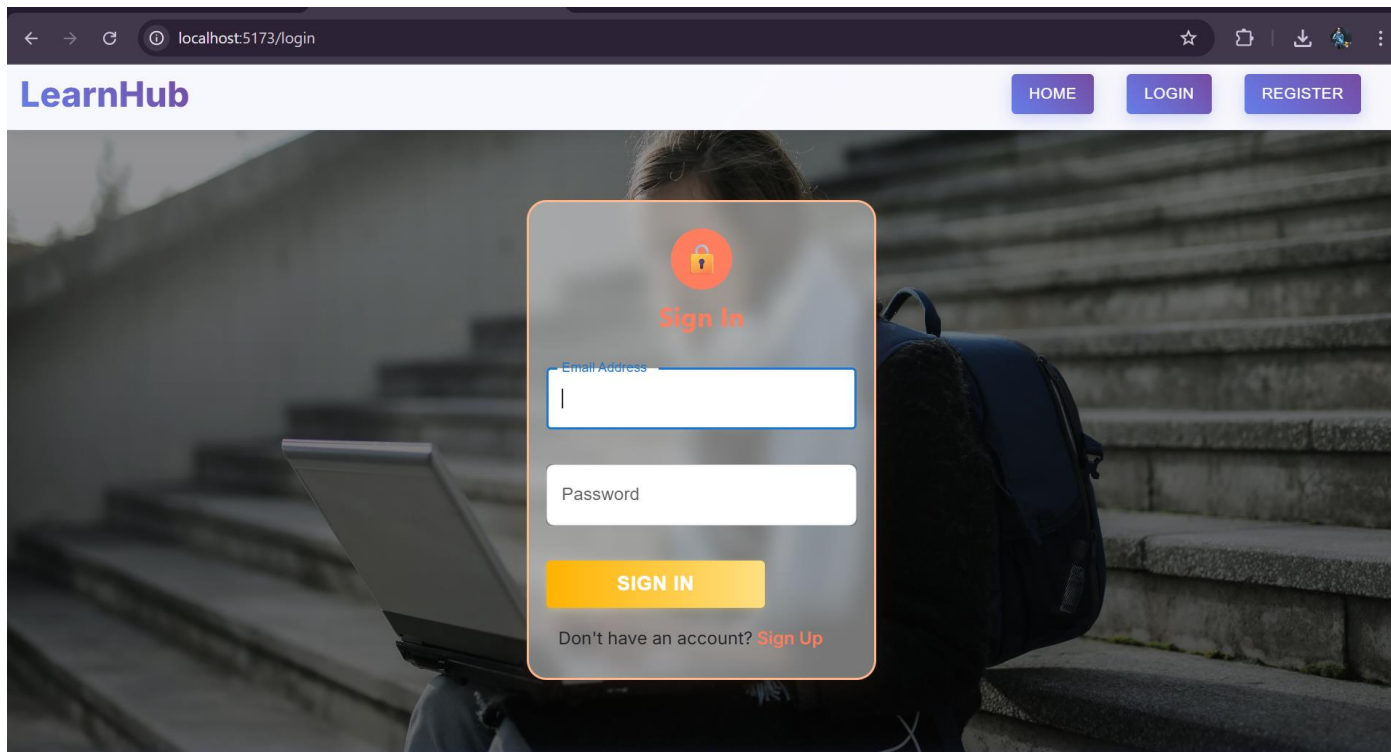 localhost:5173/login
LearnHub
HOME LOGIN REGISTER
Sign In
Email Address
Password
SIGN IN
Don't have an account? Sign Up